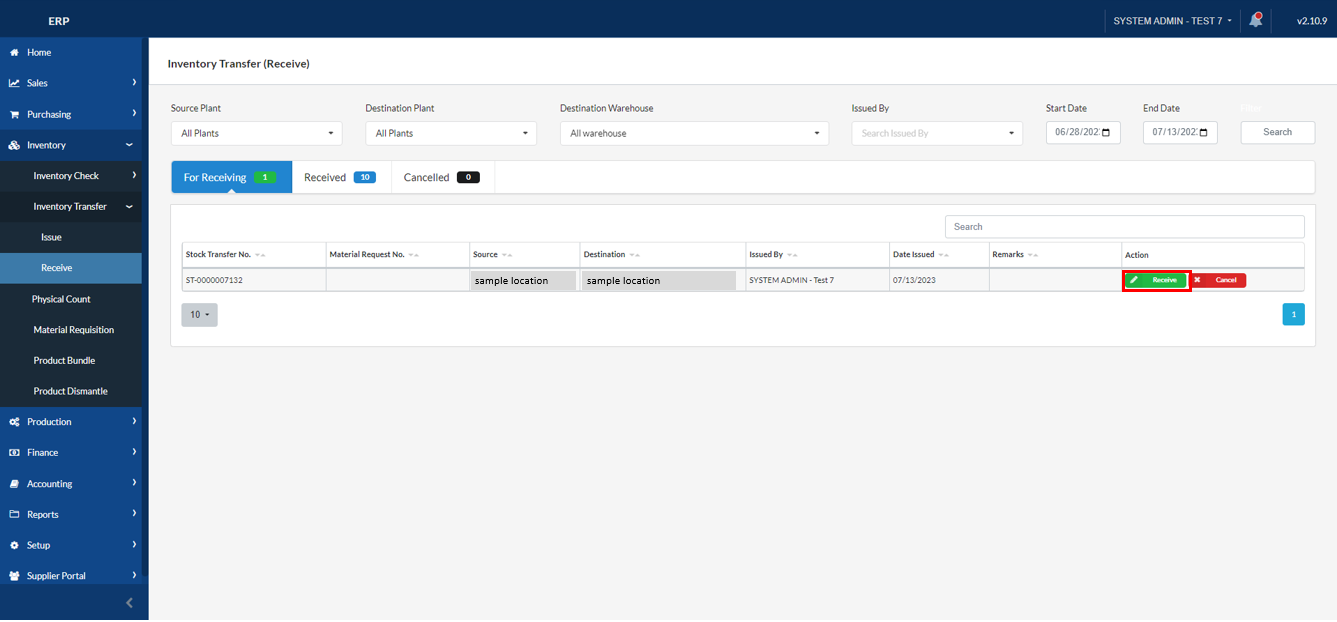 ERP
SYSTEM ADMIN - TEST 7
v2.10.9
Home
Sales
Purchasing
Inventory
Inventory Check
Inventory Transfer
Issue
Receive
Physical Count
Material Requisition
Product Bundle
Product Dismantle
Production
Finance
Accounting
Reports
Setup
Supplier Portal
Inventory Transfer (Receive)
Source Plant
Destination Plant
Destination Warehouse
Issued By
Start Date
End Date
Filter
All Plants
All Plants
All warehouse
Search Issued By
06/28/202
07/13/202
Search
For Receiving 1
Received 10
Cancelled 0
Search
Stock Transfer No. Material Request No. Source Destination Issued By Date Issued Remarks Action
ST-0000007132 sample location sample location SYSTEM ADMIN - Test 7 07/13/2023 Receive Cancel
10
1